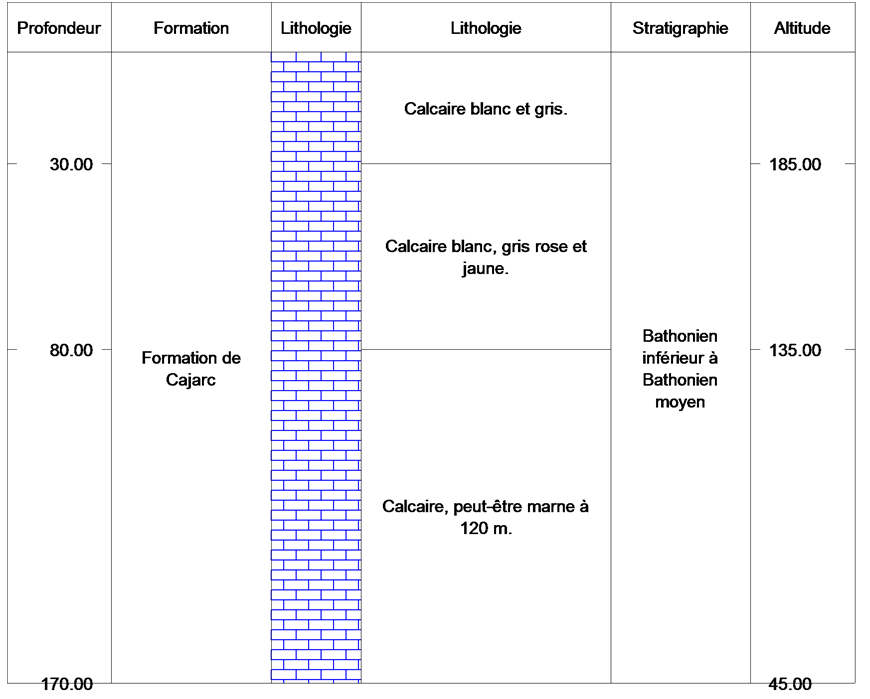 Profondeur
Formation
Lithologie
Lithologie
Stratigraphie
Altitude
Calcaire blanc et gris.
30.00
185.00
Calcaire blanc, gris rose et
jaune.
80.00
135.00
Formation de
Cajarc
Bathonien
inférieur à
Bathonien
moyen
Calcaire, peut-être marne à
120 m.
170.00
45.00